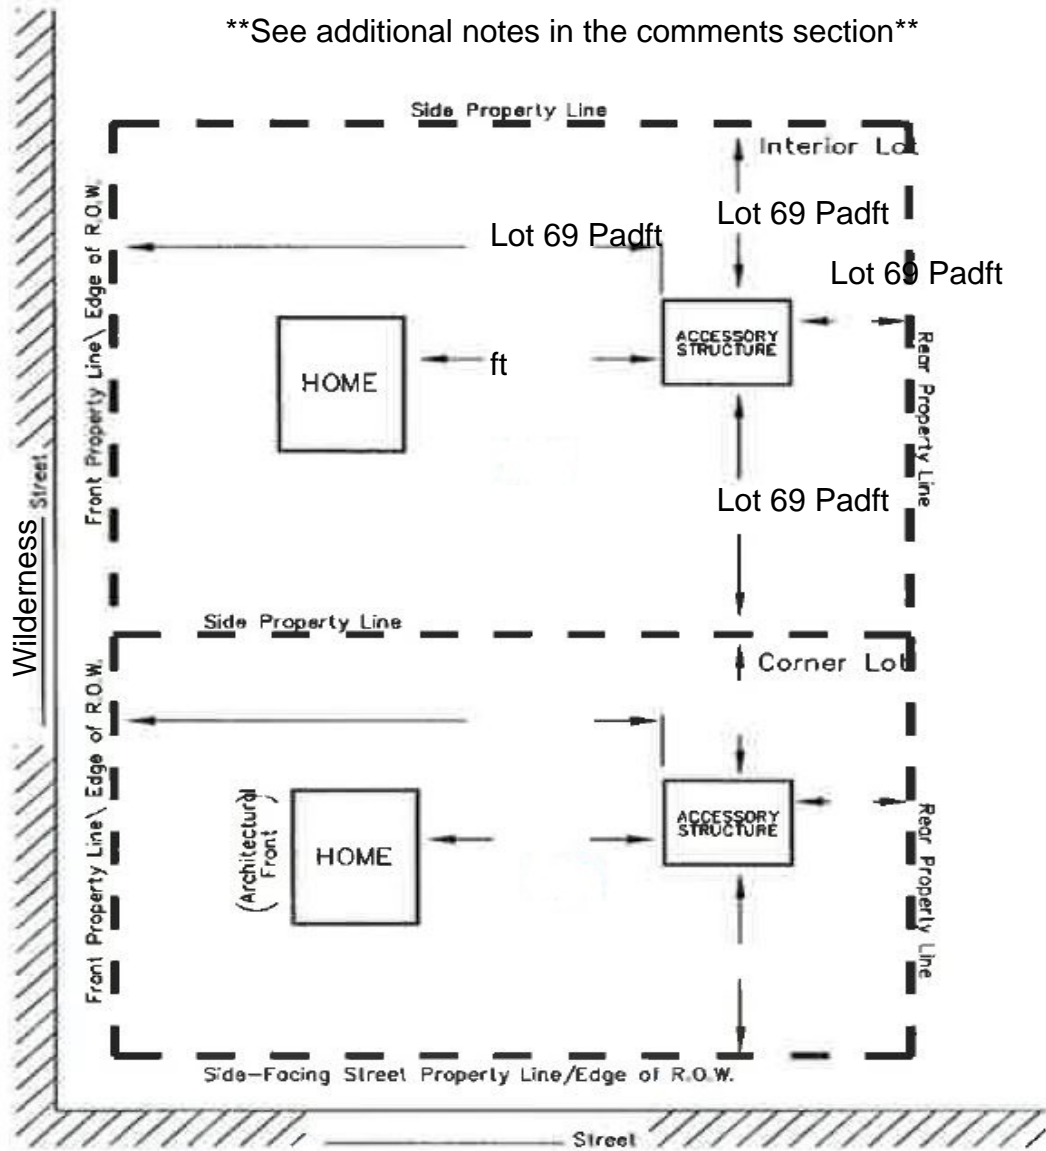 **See additional notes in the comments section**
Side Property Line
Interior Lot
Front Property Line\ Edge of R.O.W.
Lot 69 Padft
Lot 69 Padft
Lot 69 Padft
ACCESSORY
STRUCTURE
Rear Property Line
HOME
ft
Lot 69 Padft
Wilderness Street
Side Property Line
Corner Lot
Front Property Line\ Edge of R.O.W.
(Architectural
Front)
HOME
ACCESSORY
STRUCTURE
Rear Property Line
Side-Facing Street Property Line/Edge of R.O.W.
Street